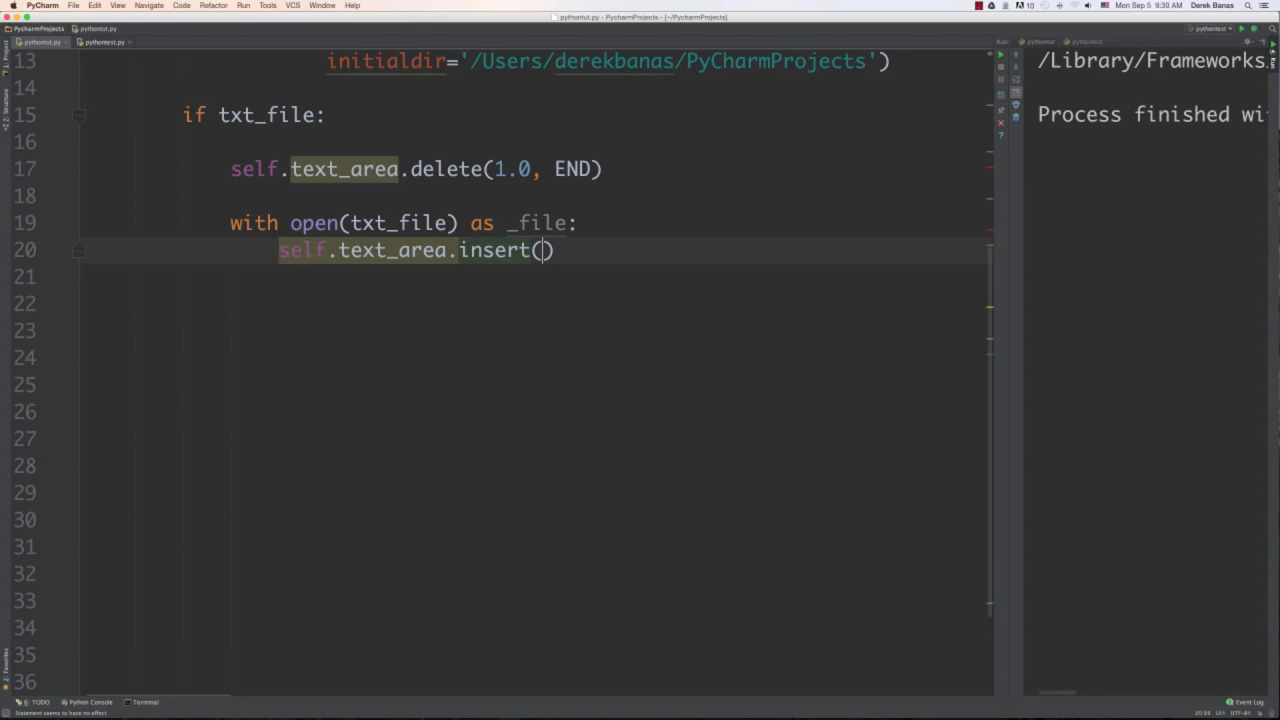 PyCharm File Edit View Navigate Code Refactor Run Tools VCS Window Help 10 Mon Sep 5 9:30 AM Derek Banas
pythontut.py - PycharmProjects - [~/PycharmProjects]
PycharmProjects pythontut.py pythontest
pythontut.py pythontest.py Run: pythontut pythontest
13 initialdir='/Users/derekbanas/PyCharmProjects') /Library/Frameworks
14
15 if txt_file: Process finished wi
16
17 self.text_area.delete(1.0, END)
18
19 with open(txt_file) as _file:
20 self.text_area.insert()
21
22
23
24
25
26
27
28
29
30
31
32
33
34
35
36
1: Project
7: Structure
2: Favorites
6: TODO Python Console Terminal Event Log
Statement seems to have no effect 20:39 LF: UTF-8: